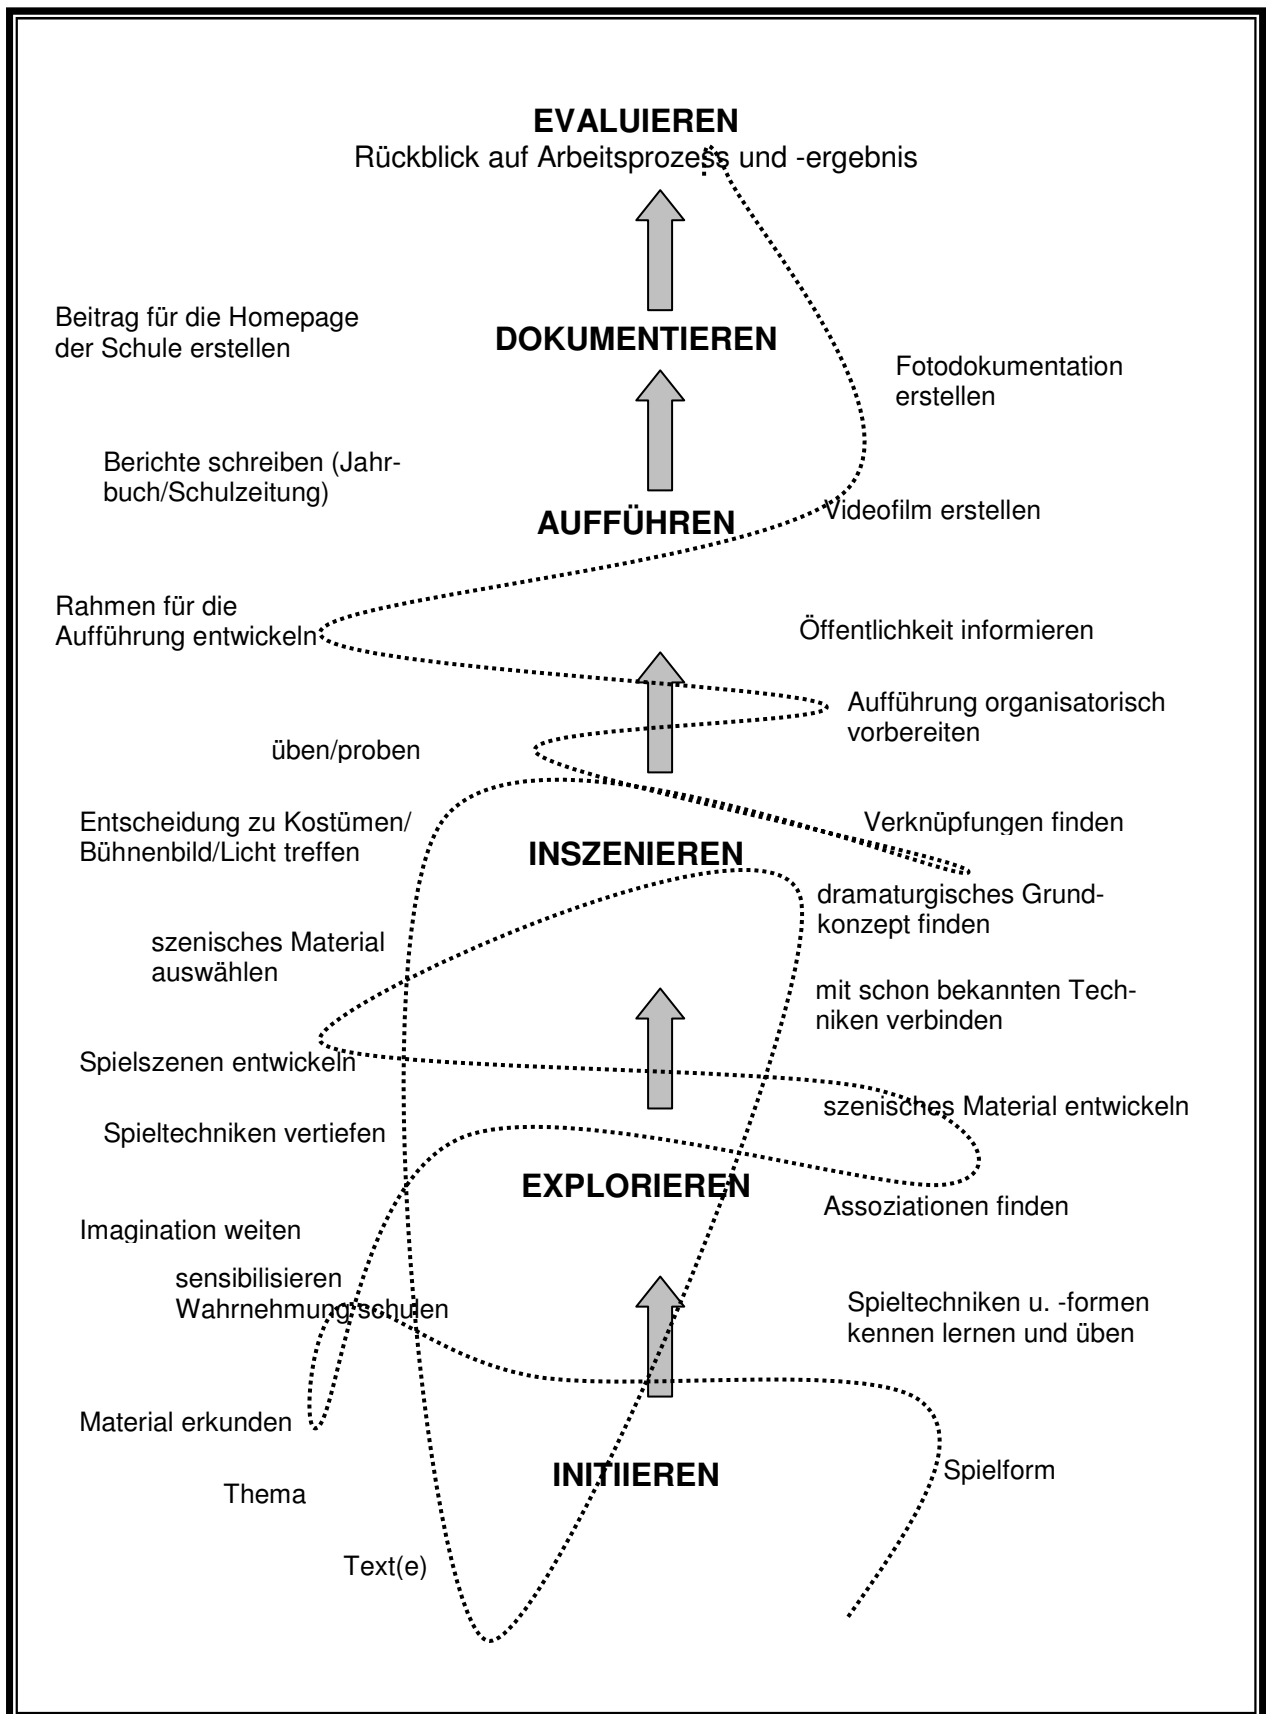 EVALUIEREN
Rückblick auf Arbeitsprozess und -ergebnis
Beitrag für die Homepage
der Schule erstellen
DOKUMENTIEREN
Fotodokumentation
erstellen
Berichte schreiben (Jahr-
buch/Schulzeitung)
AUFFÜHREN
Videofilm erstellen
Rahmen für die
Aufführung entwickeln
Öffentlichkeit informieren
Aufführung organisatorisch
vorbereiten
üben/proben
Entscheidung zu Kostümen/
Bühnenbild/Licht treffen
Verknüpfungen finden
INSZENIEREN
dramaturgisches Grund-
konzept finden
szenisches Material
auswählen
mit schon bekannten Tech-
niken verbinden
Spielszenen entwickeln
szenisches Material entwickeln
Spieltechniken vertiefen
EXPLORIEREN
Assoziationen finden
Imagination weiten
sensibilisieren
Wahrnehmung schulen
Spieltechniken u. -formen
kennen lernen und üben
Material erkunden
INITIIEREN
Spielform
Thema
Text(e)